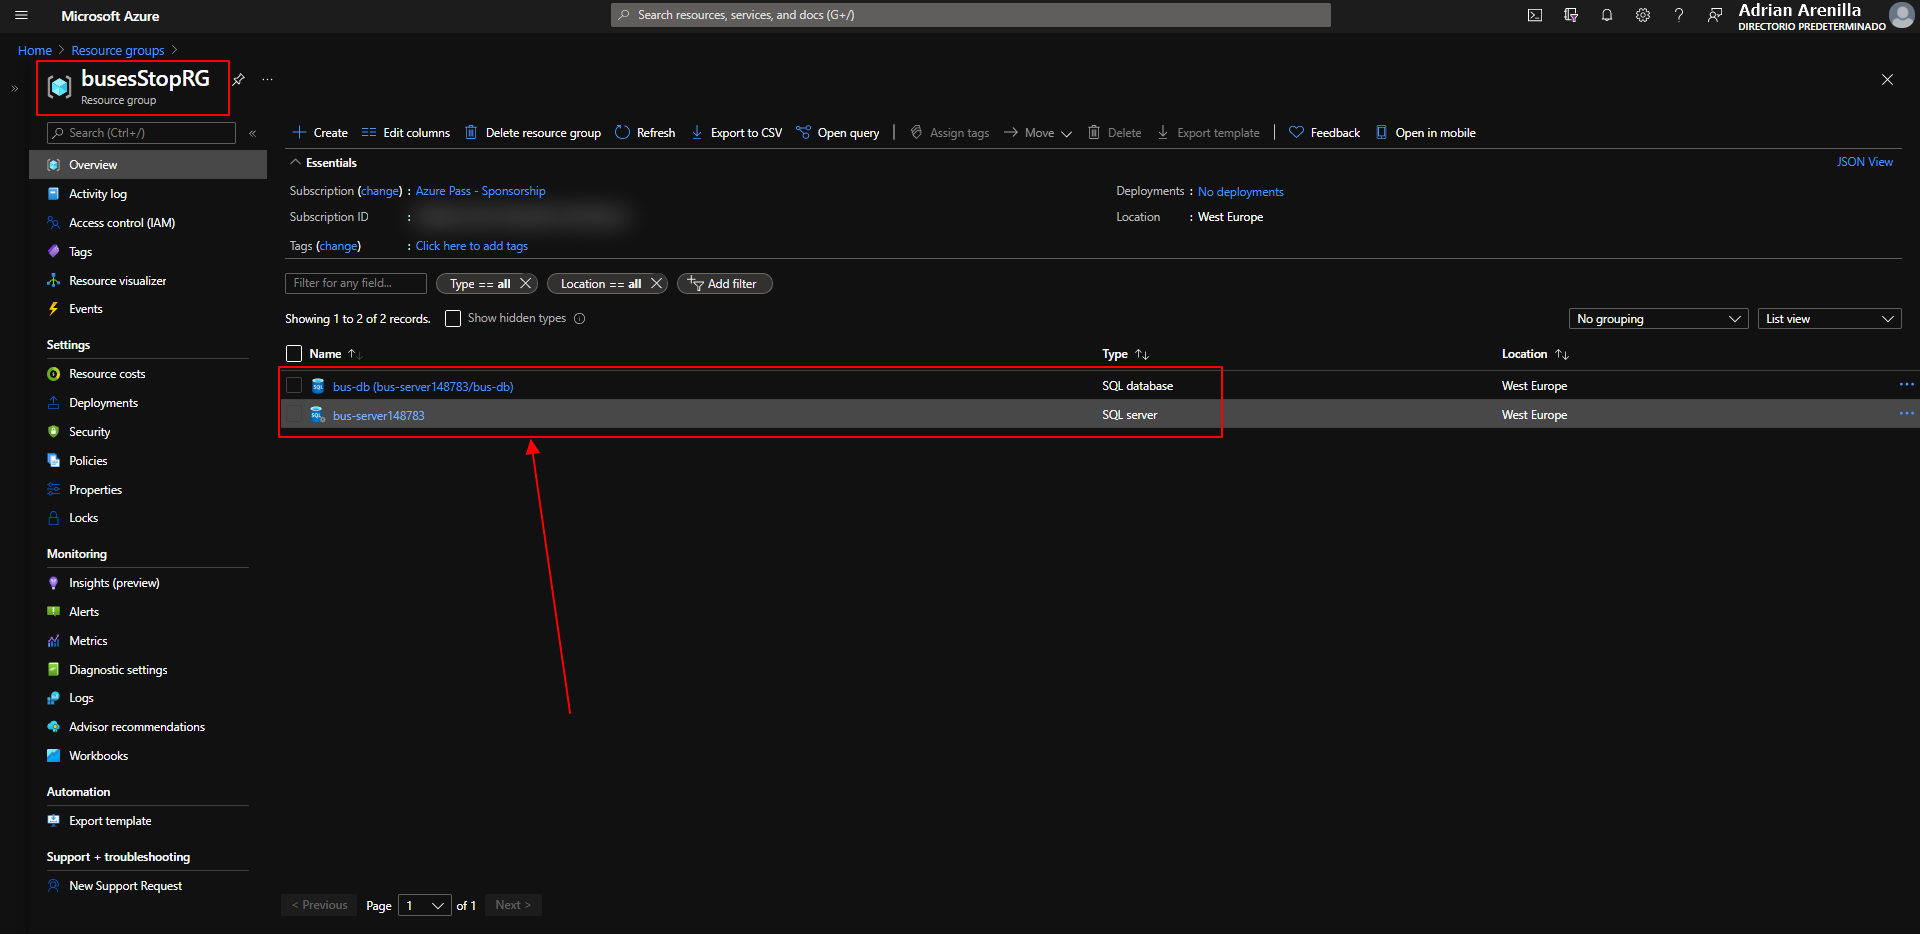 Microsoft Azure
Search resources, services, and docs (G+/)
Adrian Arenilla
DIRECTORIO PREDETERMINADO
Home > Resource groups >
busesStopRG
Resource group
Search (Ctrl+/)
Overview
Activity log
Access control (IAM)
Tags
Resource visualizer
Events
Settings
Resource costs
Deployments
Security
Policies
Properties
Locks
Monitoring
Insights (preview)
Alerts
Metrics
Diagnostic settings
Logs
Advisor recommendations
Workbooks
Automation
Export template
Support + troubleshooting
New Support Request
Create Edit columns Delete resource group Refresh Export to CSV Open query Assign tags Move Delete Export template Feedback Open in mobile
Essentials
JSON View
Subscription (change) : Azure Pass - Sponsorship
Subscription ID :
Tags (change) : Click here to add tags
Deployments : No deployments
Location : West Europe
Filter for any field...
Type == all
Location == all
Add filter
Showing 1 to 2 of 2 records.
Show hidden types
No grouping
List view
Name Type Location
bus-db (bus-server148783/bus-db) SQL database West Europe
bus-server148783 SQL server West Europe
< Previous Page 1 of 1 Next >